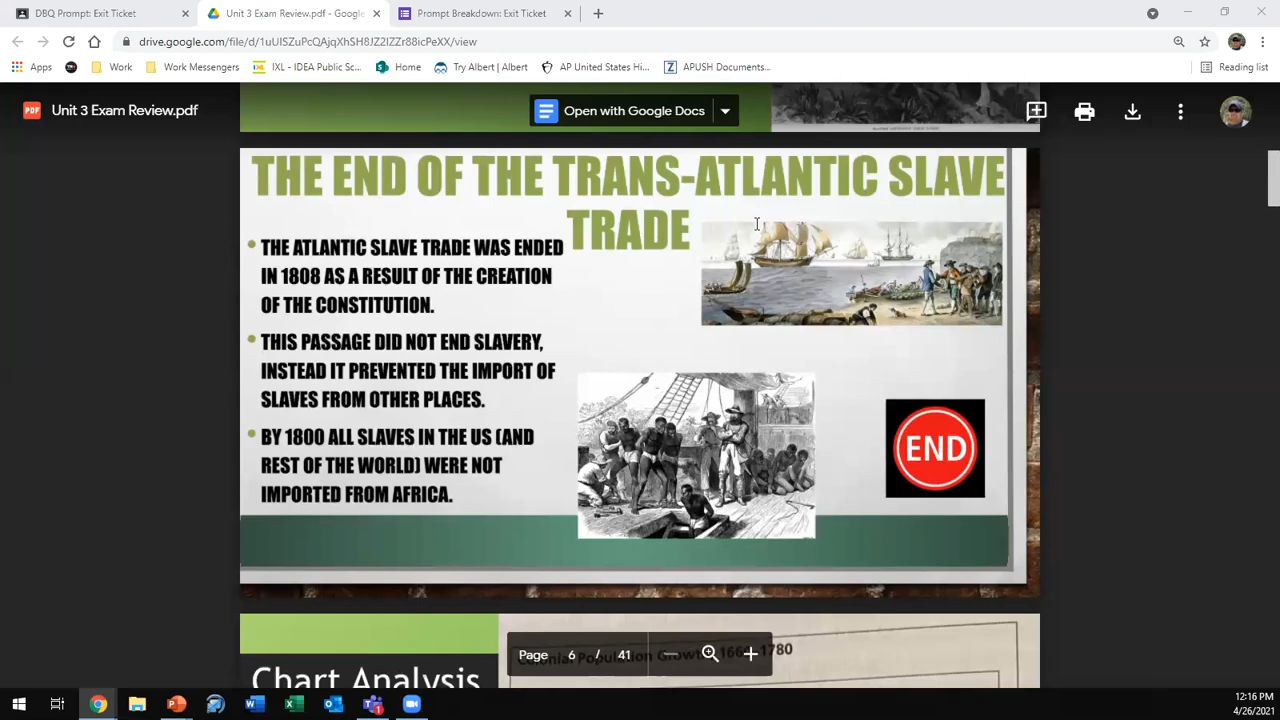 DBQ Prompt: Exit Ticket
Unit 3 Exam Review.pdf - Google
Prompt Breakdown: Exit Ticket
drive.google.com/file/d/1uUISZuPcQAjqXhSH8JZ2IZZr88icPeXX/view
Apps
Work
Work Messengers
IXL - IDEA Public Sc...
Home
Try Albert | Albert
AP United States Hi...
APUSH Documents...
Reading list
PDF
Unit 3 Exam Review.pdf
Open with Google Docs
THE END OF THE TRANS-ATLANTIC SLAVE
TRADE
THE ATLANTIC SLAVE TRADE WAS ENDED
IN 1808 AS A RESULT OF THE CREATION
OF THE CONSTITUTION.
THIS PASSAGE DID NOT END SLAVERY,
INSTEAD IT PREVENTED THE IMPORT OF
SLAVES FROM OTHER PLACES.
BY 1800 ALL SLAVES IN THE US (AND
REST OF THE WORLD) WERE NOT
IMPORTED FROM AFRICA.
END
Page 6 / 41
Chart Analysis
12:16 PM
4/26/2021